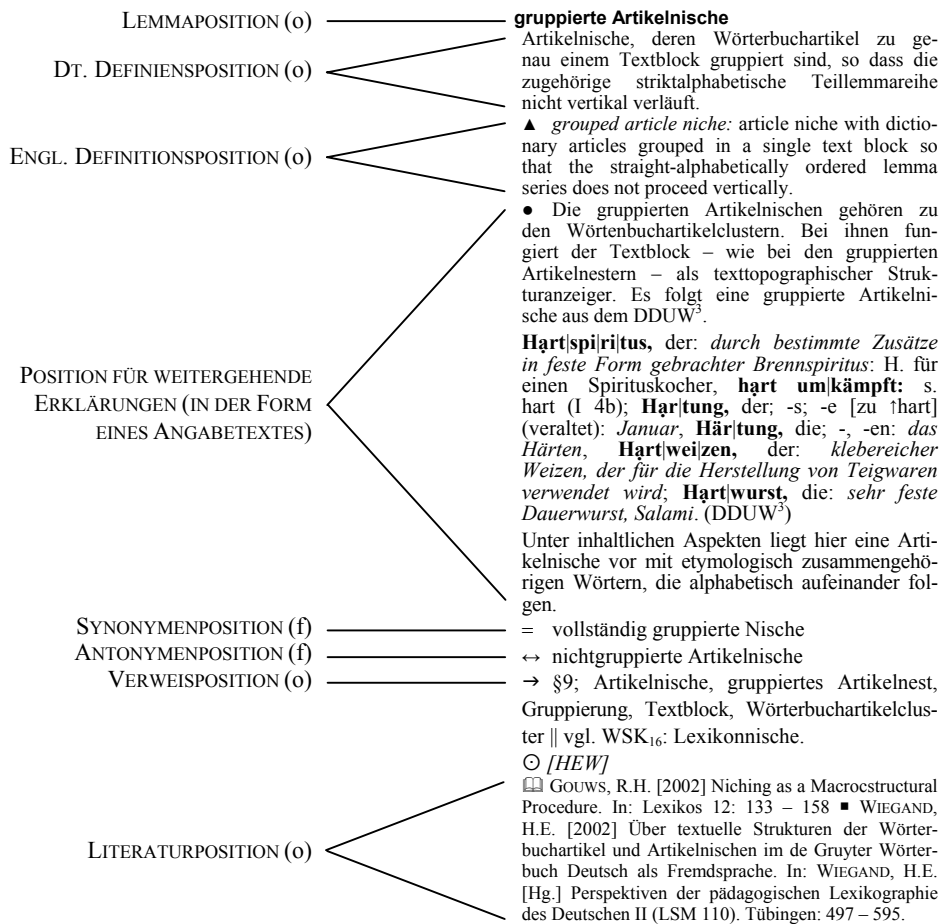 LEMMAPOSITION (o)
gruppierte Artikelnische
DT. DEFINIENSPOSITION (o)
Artikelnische, deren Wörterbuchartikel zu ge-
nau einem Textblock gruppiert sind, so dass die
zugehörige striktalphabetische Teillemmareihe
nicht vertikal verläuft.
ENGL. DEFINITIONSPOSITION (o)
▲ grouped article niche: article niche with dictio-
nary articles grouped in a single text block so
that the straight-alphabetically ordered lemma
series does not proceed vertically.
POSITION FÜR WEITERGEHENDE
ERKLÄRUNGEN (IN DER FORM
EINES ANGABETEXTES)
● Die gruppierten Artikelnischen gehören zu
den Wörtenbuchartikelclustern. Bei ihnen fun-
giert der Textblock – wie bei den gruppierten
Artikelnestern – als texttopographischer Struk-
turanzeiger. Es folgt eine gruppierte Artikelni-
sche aus dem DDUW³.
Hạrt|spi|ri|tus, der: durch bestimmte Zusätze
in feste Form gebrachter Brennspiritus: H. für
einen Spirituskocher, hạrt um|kämpft: s.
hart (I 4b); Hạr|tung, der; -s; -e [zu ↑hart]
(veraltet): Januar, Här|tung, die; -, -en: das
Härten, Hạrt|wei|zen, der: klebereicher
Weizen, der für die Herstellung von Teigwaren
verwendet wird; Hạrt|wurst, die: sehr feste
Dauerwurst, Salami. (DDUW³)
Unter inhaltlichen Aspekten liegt hier eine Arti-
kelnische vor mit etymologisch zusammengehö-
rigen Wörtern, die alphabetisch aufeinander fol-
gen.
SYNONYMENPOSITION (f)
= vollständig gruppierte Nische
ANTONYMENPOSITION (f)
↔ nichtgruppierte Artikelnische
VERWEISPOSITION (o)
→ §9; Artikelnische, gruppiertes Artikelnest,
Gruppierung, Textblock, Wörterbuchartikelclus-
ter || vgl. WSK₁₆: Lexikonnische.
⊙ [HEW]
LITERATURPOSITION (o)
🕮 GOUWS, R.H. [2002] Niching as a Macrocstructural
Procedure. In: Lexikos 12: 133 – 158 ■ WIEGAND,
H.E. [2002] Über textuelle Strukturen der Wörter-
buchartikel und Artikelnischen im de Gruyter Wörter-
buch Deutsch als Fremdsprache. In: WIEGAND, H.E.
[Hg.] Perspektiven der pädagogischen Lexikographie
des Deutschen II (LSM 110). Tübingen: 497 – 595.